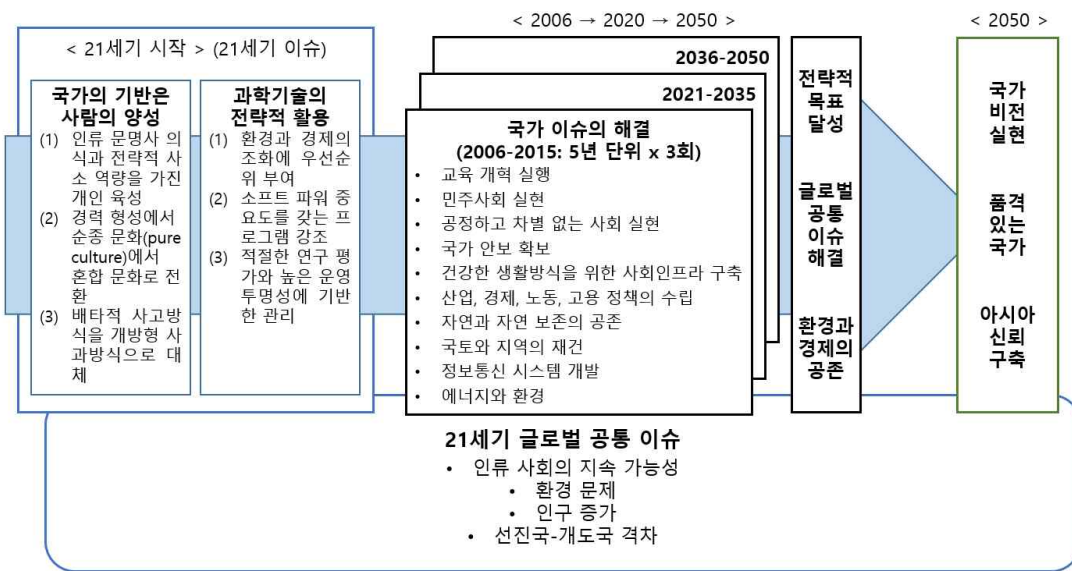 < 21세기 시작 > (21세기 이슈)
국가의 기반은
사람의 양성
(1) 인류 문명사 의
식과 전략적 사
소 역량을 가진
개인 육성
(2) 경력 형성에서
순종 문화(pure
culture)에서
혼합 문화로 전
환
(3) 배타적 사고방
식을 개방형 사
과방식으로 대
체
과학기술의
전략적 활용
(1) 환경과 경제의
조화에 우선순
위 부여
(2) 소프트 파워 중
요도를 갖는 프
로그램 강조
(3) 적절한 연구 평
가와 높은 운영
투명성에 기반
한 관리
< 2006 → 2020 → 2050 >
2036-2050
2021-2035
국가 이슈의 해결
(2006-2015: 5년 단위 x 3회)
• 교육 개혁 실행
• 민주사회 실현
• 공정하고 차별 없는 사회 실현
• 국가 안보 확보
• 건강한 생활방식을 위한 사회인프라 구축
• 산업, 경제, 노동, 고용 정책의 수립
• 자연과 자연 보존의 공존
• 국토와 지역의 재건
• 정보통신 시스템 개발
• 에너지와 환경
전략적
목표
달성
글로벌
공통
이슈
해결
환경과
경제의
공존
< 2050 >
국가
비전
실현
품격
있는
국가
아시아
신뢰
구축
21세기 글로벌 공통 이슈
• 인류 사회의 지속 가능성
• 환경 문제
• 인구 증가
• 선진국-개도국 격차